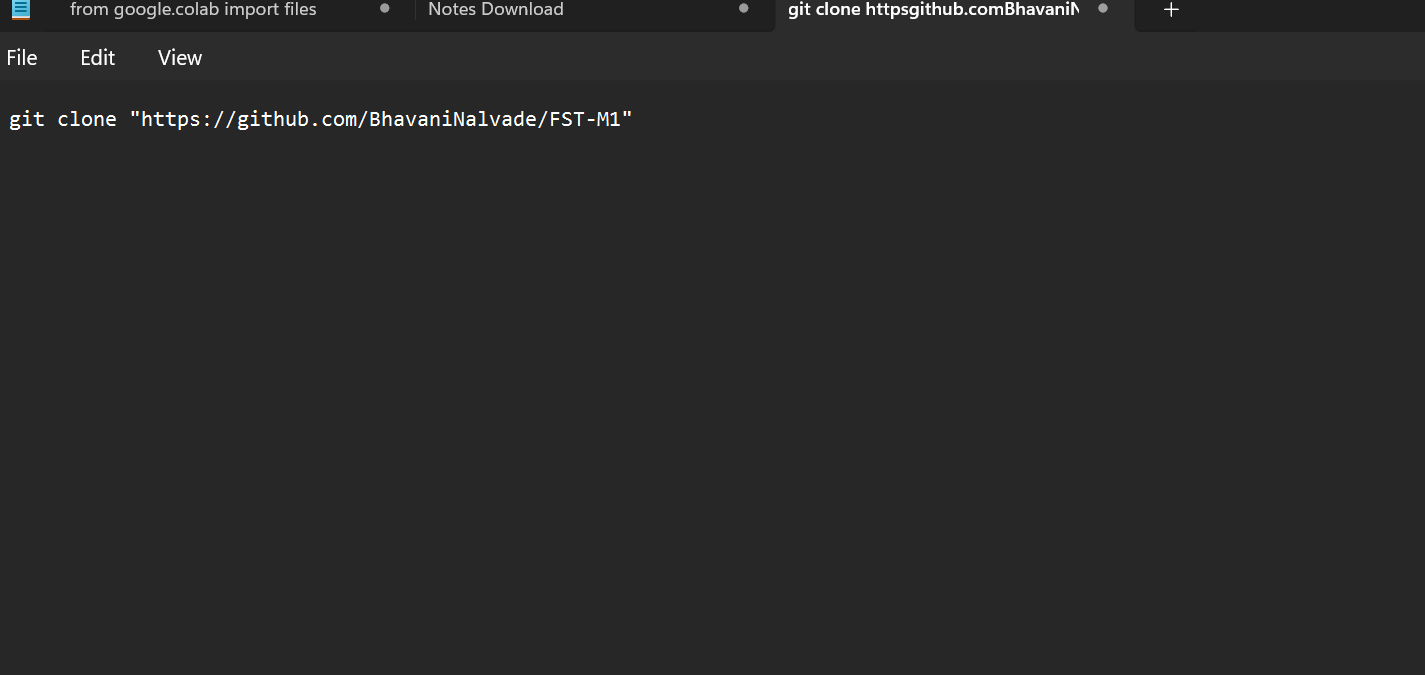 from google.colab import files
Notes Download
git clone httpsgithub.comBhavaniN
File Edit View
git clone "https://github.com/BhavaniNalvade/FST-M1"